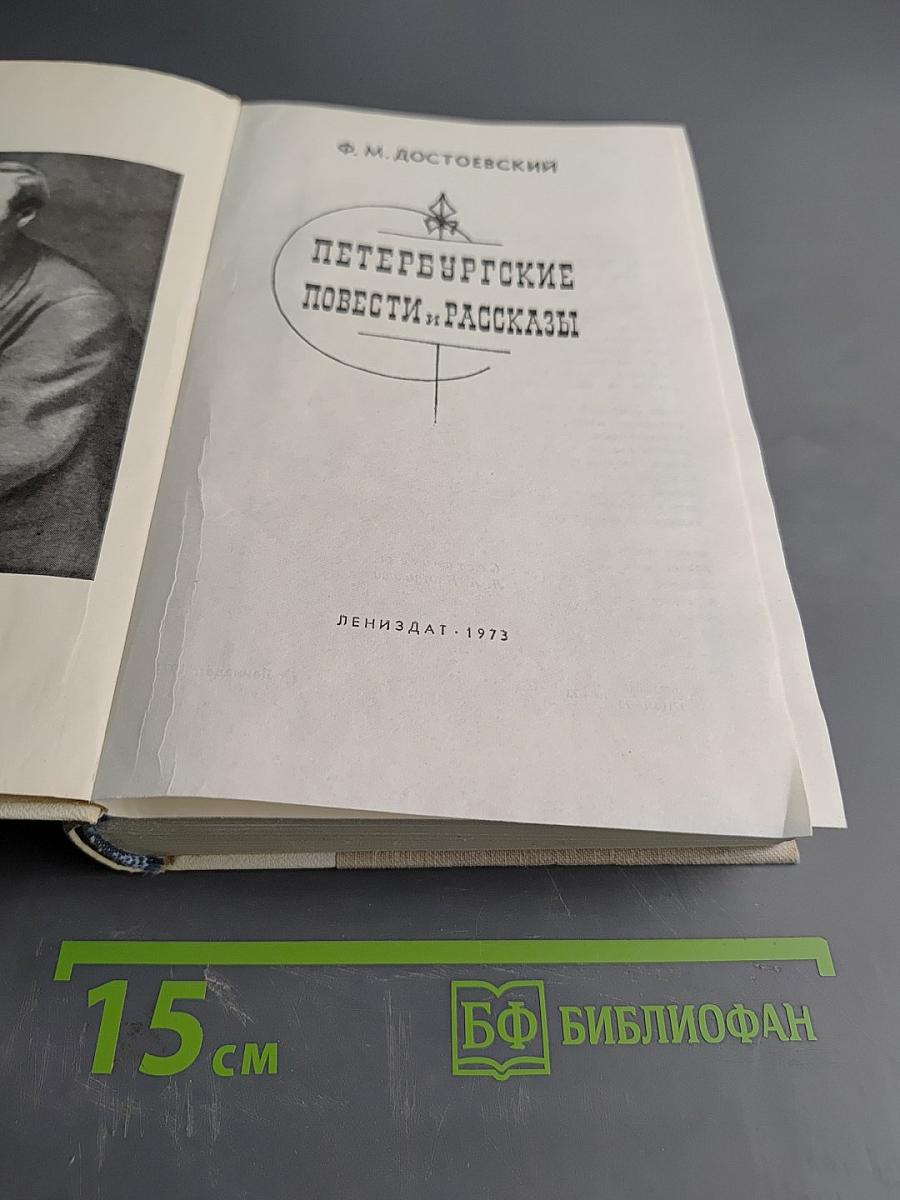 Ф. М. ДОСТОЕВСКИЙ
ПЕТЕРБУРГСКИЕ
ПОВЕСТИ и РАССКАЗЫ
ЛЕНИЗДАТ · 1973
15 см
БФ БИБЛИОФАН